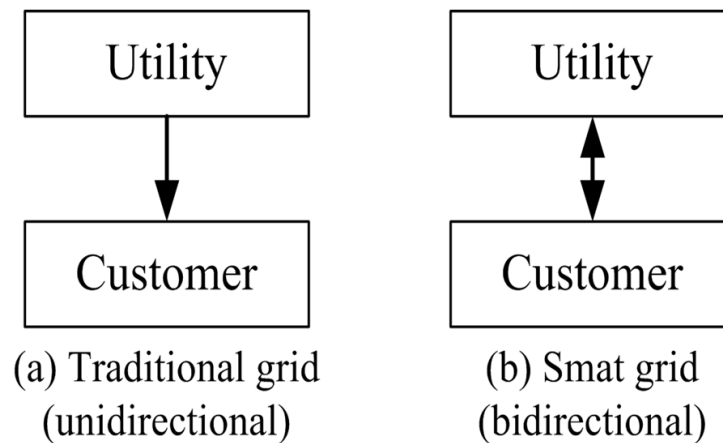 Utility
Customer
(a) Traditional grid
(unidirectional)
Utility
Customer
(b) Smat grid
(bidirectional)